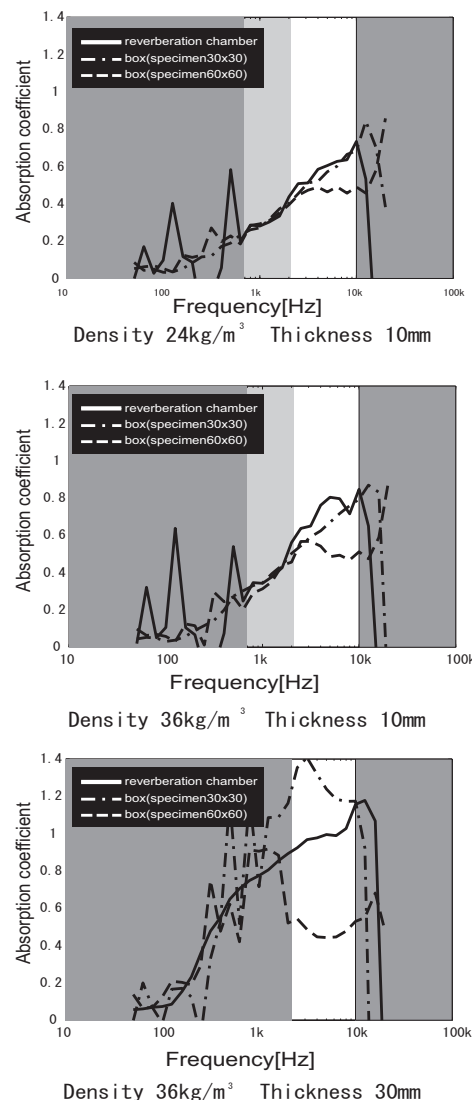 1. 4
1. 2
1
0. 8
0. 6
0. 4
0. 2
0
Absorption coefficient
reverberation chamber
box(specimen30x30)
box(specimen60x60)
10 100 1k 10k 100k
Frequency[Hz]
Density 24kg/m³ Thickness 10mm
1. 4
1. 2
1
0. 8
0. 6
0. 4
0. 2
0
Absorption coefficient
reverberation chamber
box(specimen30x30)
box(specimen60x60)
10 100 1k 10k 100k
Frequency[Hz]
Density 36kg/m³ Thickness 10mm
1. 4
1. 2
1
0. 8
0. 6
0. 4
0. 2
0
Absorption coefficient
reverberation chamber
box(specimen30x30)
box(specimen60x60)
10 100 1k 10k 100k
Frequency[Hz]
Density 36kg/m³ Thickness 30mm